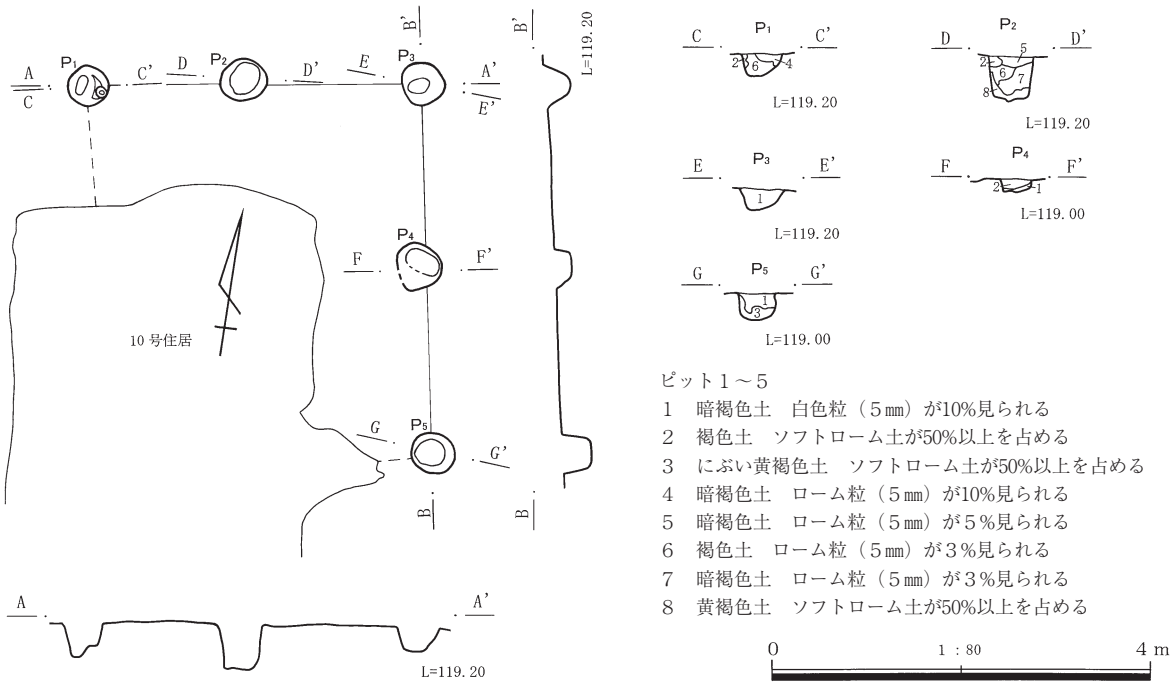 B'
B'
L=119.20
A
C
P1
C'
D
P2
D'
E
P3
A'
E'
P4
F
F'
10号住居
P5
G
G'
B
B
A
A'
L=119.20
C
P1
C'
2
6
4
L=119.20
D
P2
D'
5
2
6
7
8
L=119.20
E
P3
E'
1
L=119.20
F
P4
F'
2
1
L=119.00
G
P5
G'
1
3
L=119.00
ピット1～5
1 暗褐色土 白色粒（5㎜）が10%見られる
2 褐色土 ソフトローム土が50%以上を占める
3 にぶい黄褐色土 ソフトローム土が50%以上を占める
4 暗褐色土 ローム粒（5㎜）が10%見られる
5 暗褐色土 ローム粒（5㎜）が5%見られる
6 褐色土 ローム粒（5㎜）が3%見られる
7 暗褐色土 ローム粒（5㎜）が3%見られる
8 黄褐色土 ソフトローム土が50%以上を占める
0 1:80 4m